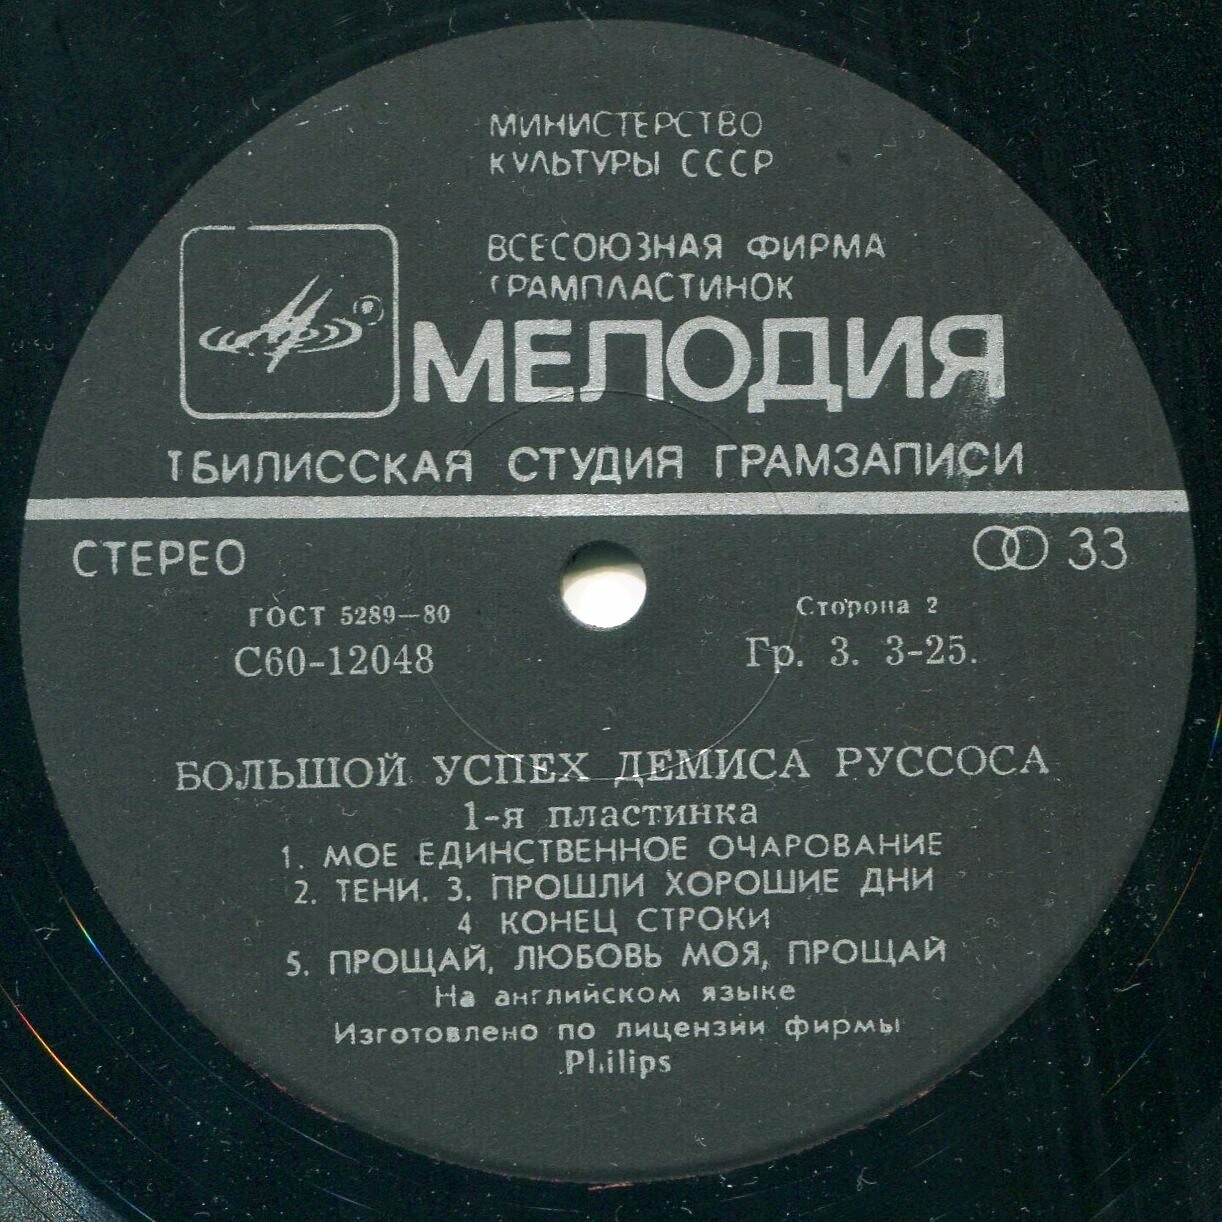 МИНИСТЕРСТВО
КУЛЬТУРЫ СССР
ВСЕСОЮЗНАЯ ФИРМА
ГРАМПЛАСТИНОК
МЕЛОДИЯ
ТБИЛИССКАЯ СТУДИЯ ГРАМЗАПИСИ
СТЕРЕО
33
ГОСТ 5289—80
Сторона 2
С60-12048
Гр. 3. 3-25.
БОЛЬШОЙ УСПЕХ ДЕМИСА РУССОСА
1-я пластинка
1. МОЕ ЕДИНСТВЕННОЕ ОЧАРОВАНИЕ
2. ТЕНИ. 3. ПРОШЛИ ХОРОШИЕ ДНИ
4 КОНЕЦ СТРОКИ
5. ПРОЩАЙ, ЛЮБОВЬ МОЯ, ПРОЩАЙ
На английском языке
Изготовлено по лицензии фирмы
Philips